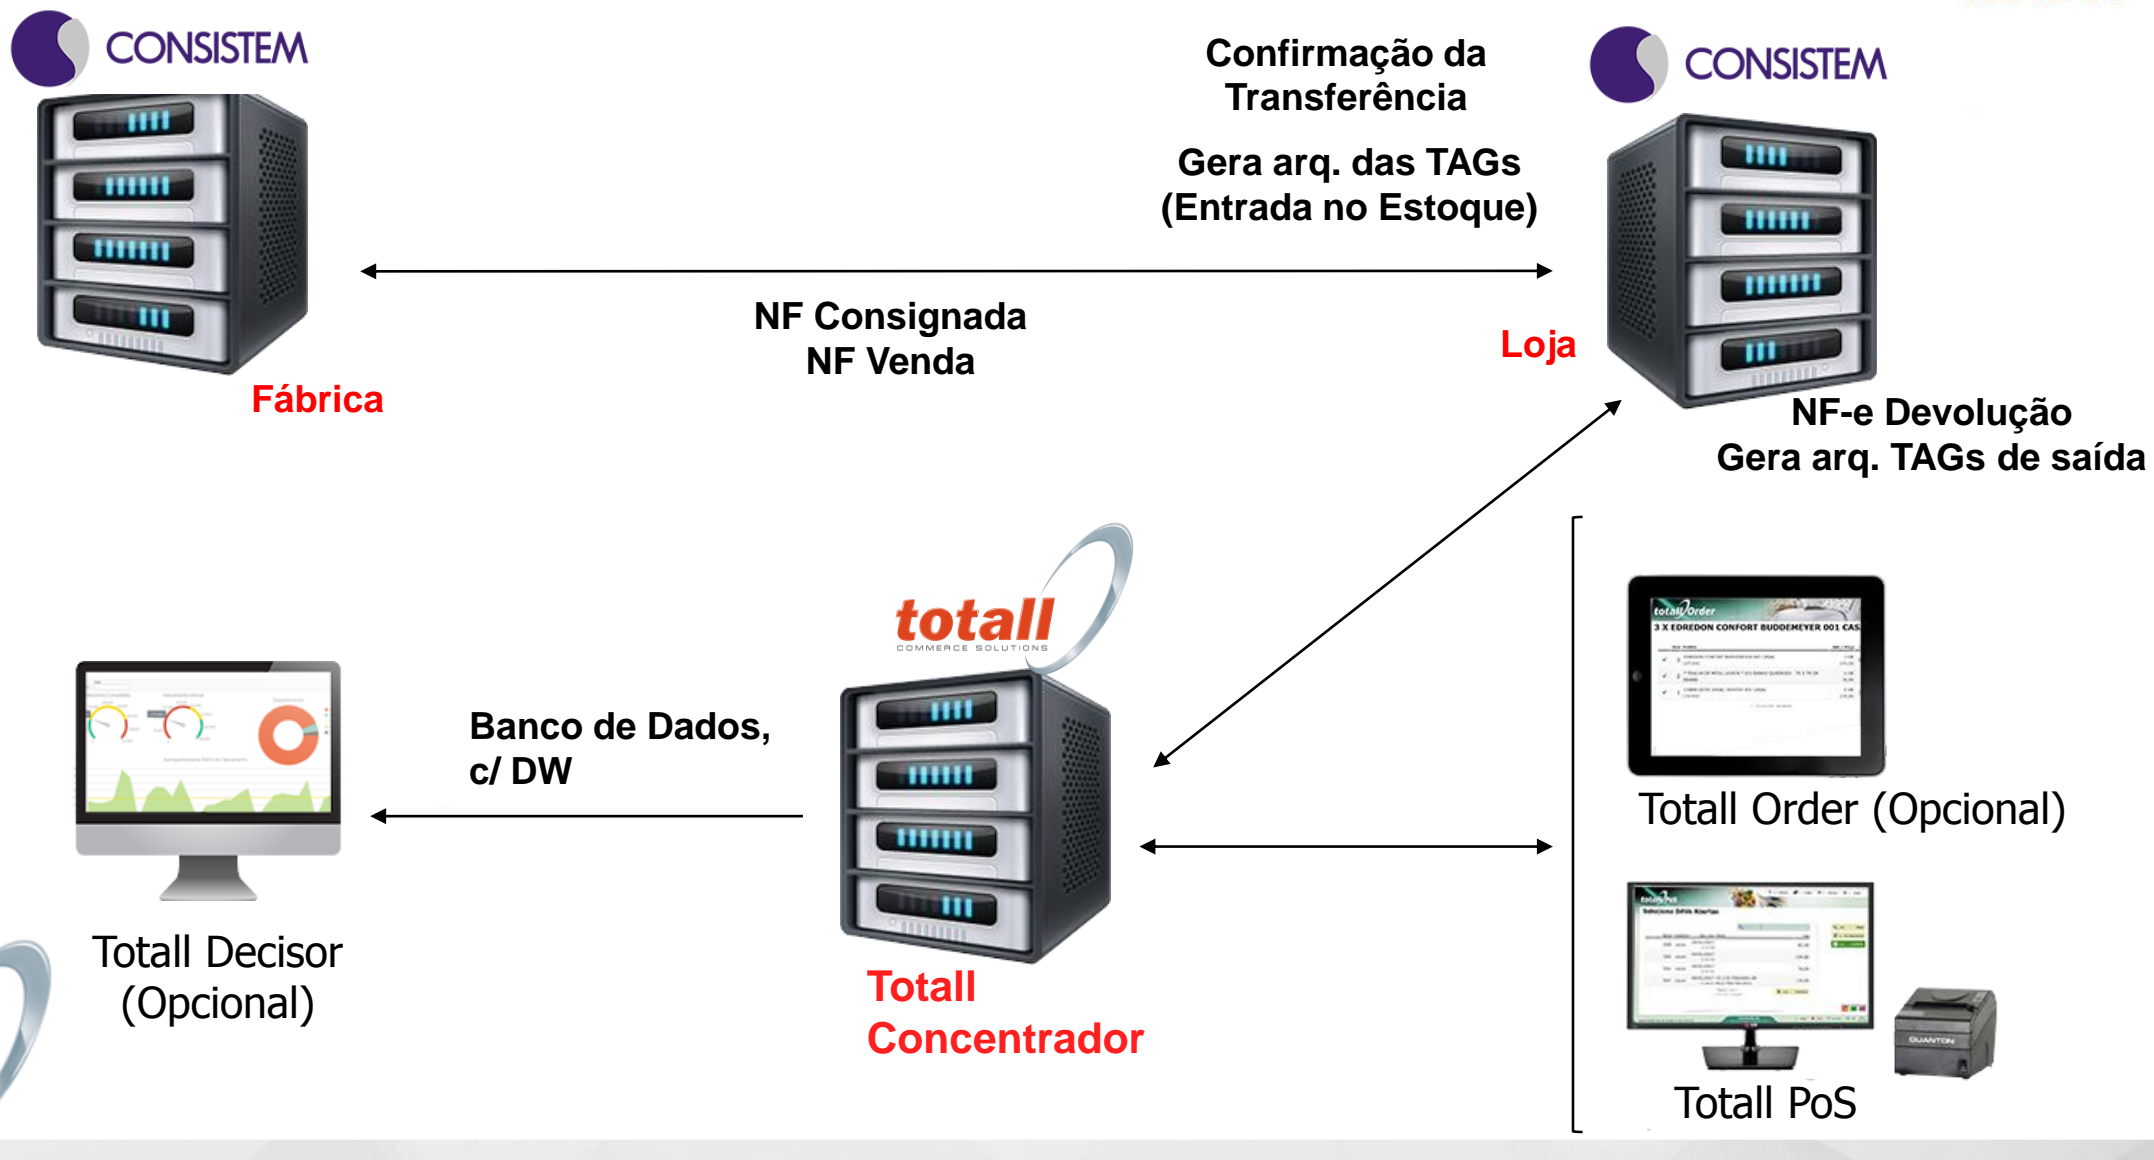 CONSISTEM
Confirmação da
Transferência
Gera arq. das TAGs
(Entrada no Estoque)
CONSISTEM
NF Consignada
NF Venda
Loja
Fábrica
NF-e Devolução
Gera arq. TAGs de saída
totall
COMMERCE SOLUTIONS
Banco de Dados,
c/ DW
totall Order
3 X EDREDON CONFORT BUDDEMEYER 001 CAS
Totall Order (Opcional)
Totall Decisor
(Opcional)
Totall
Concentrador
QUANTON
Totall PoS